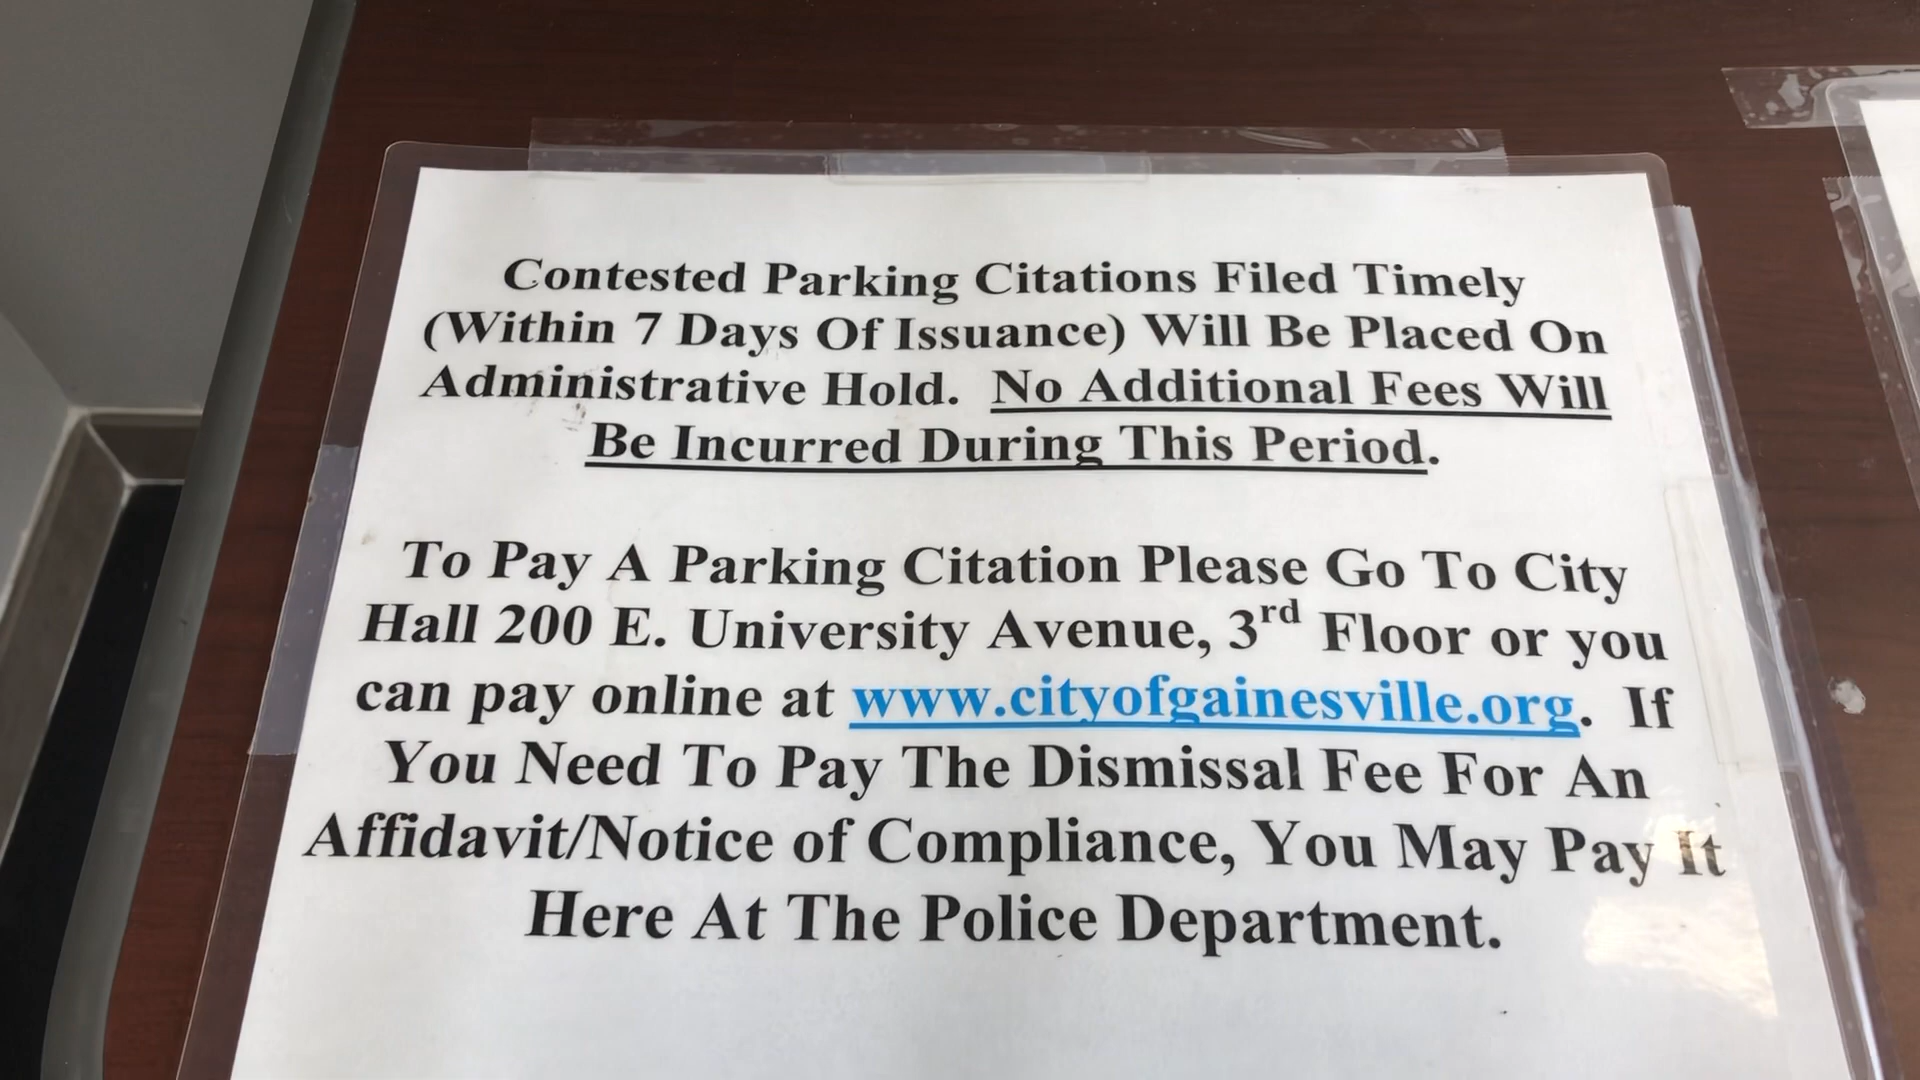 Contested Parking Citations Filed Timely
(Within 7 Days Of Issuance) Will Be Placed On
Administrative Hold. No Additional Fees Will
Be Incurred During This Period.
To Pay A Parking Citation Please Go To City
Hall 200 E. University Avenue, 3rd Floor or you
can pay online at www.cityofgainesville.org. If
You Need To Pay The Dismissal Fee For An
Affidavit/Notice of Compliance, You May Pay It
Here At The Police Department.